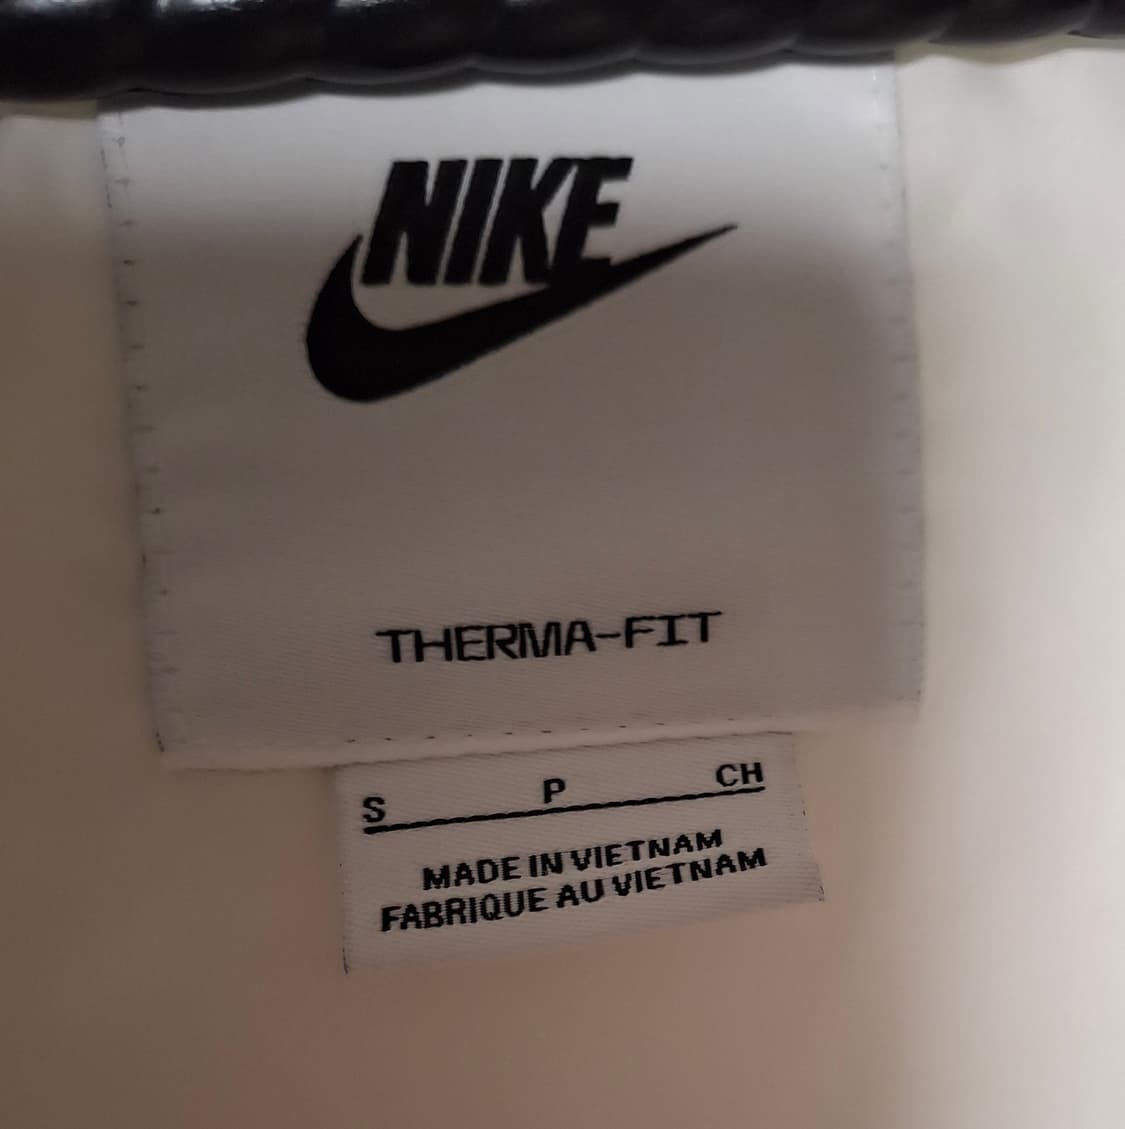 NIKE
THERMA-FIT
S P CH
MADE IN VIETNAM
FABRIQUE AU VIETNAM